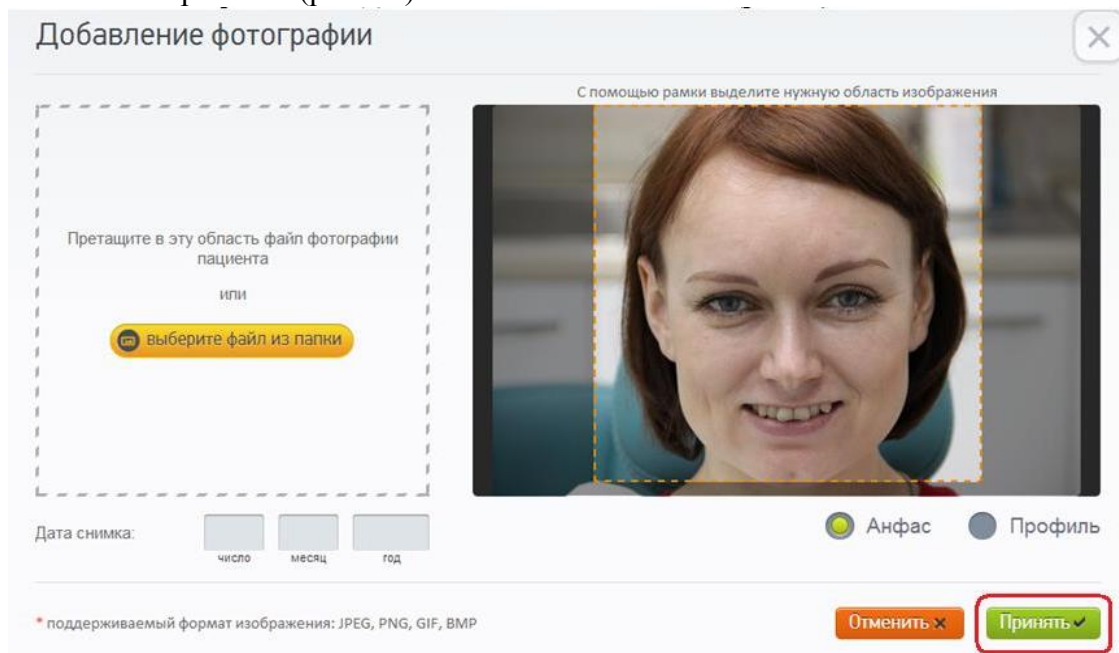 Добавление фотографии
С помощью рамки выделите нужную область изображения
Претащите в эту область файл фотографии
пациента
или
выберите файл из папки
Дата снимка:
число месяц год
Анфас Профиль
* поддерживаемый формат изображения: JPEG, PNG, GIF, BMP
Отменить Принять